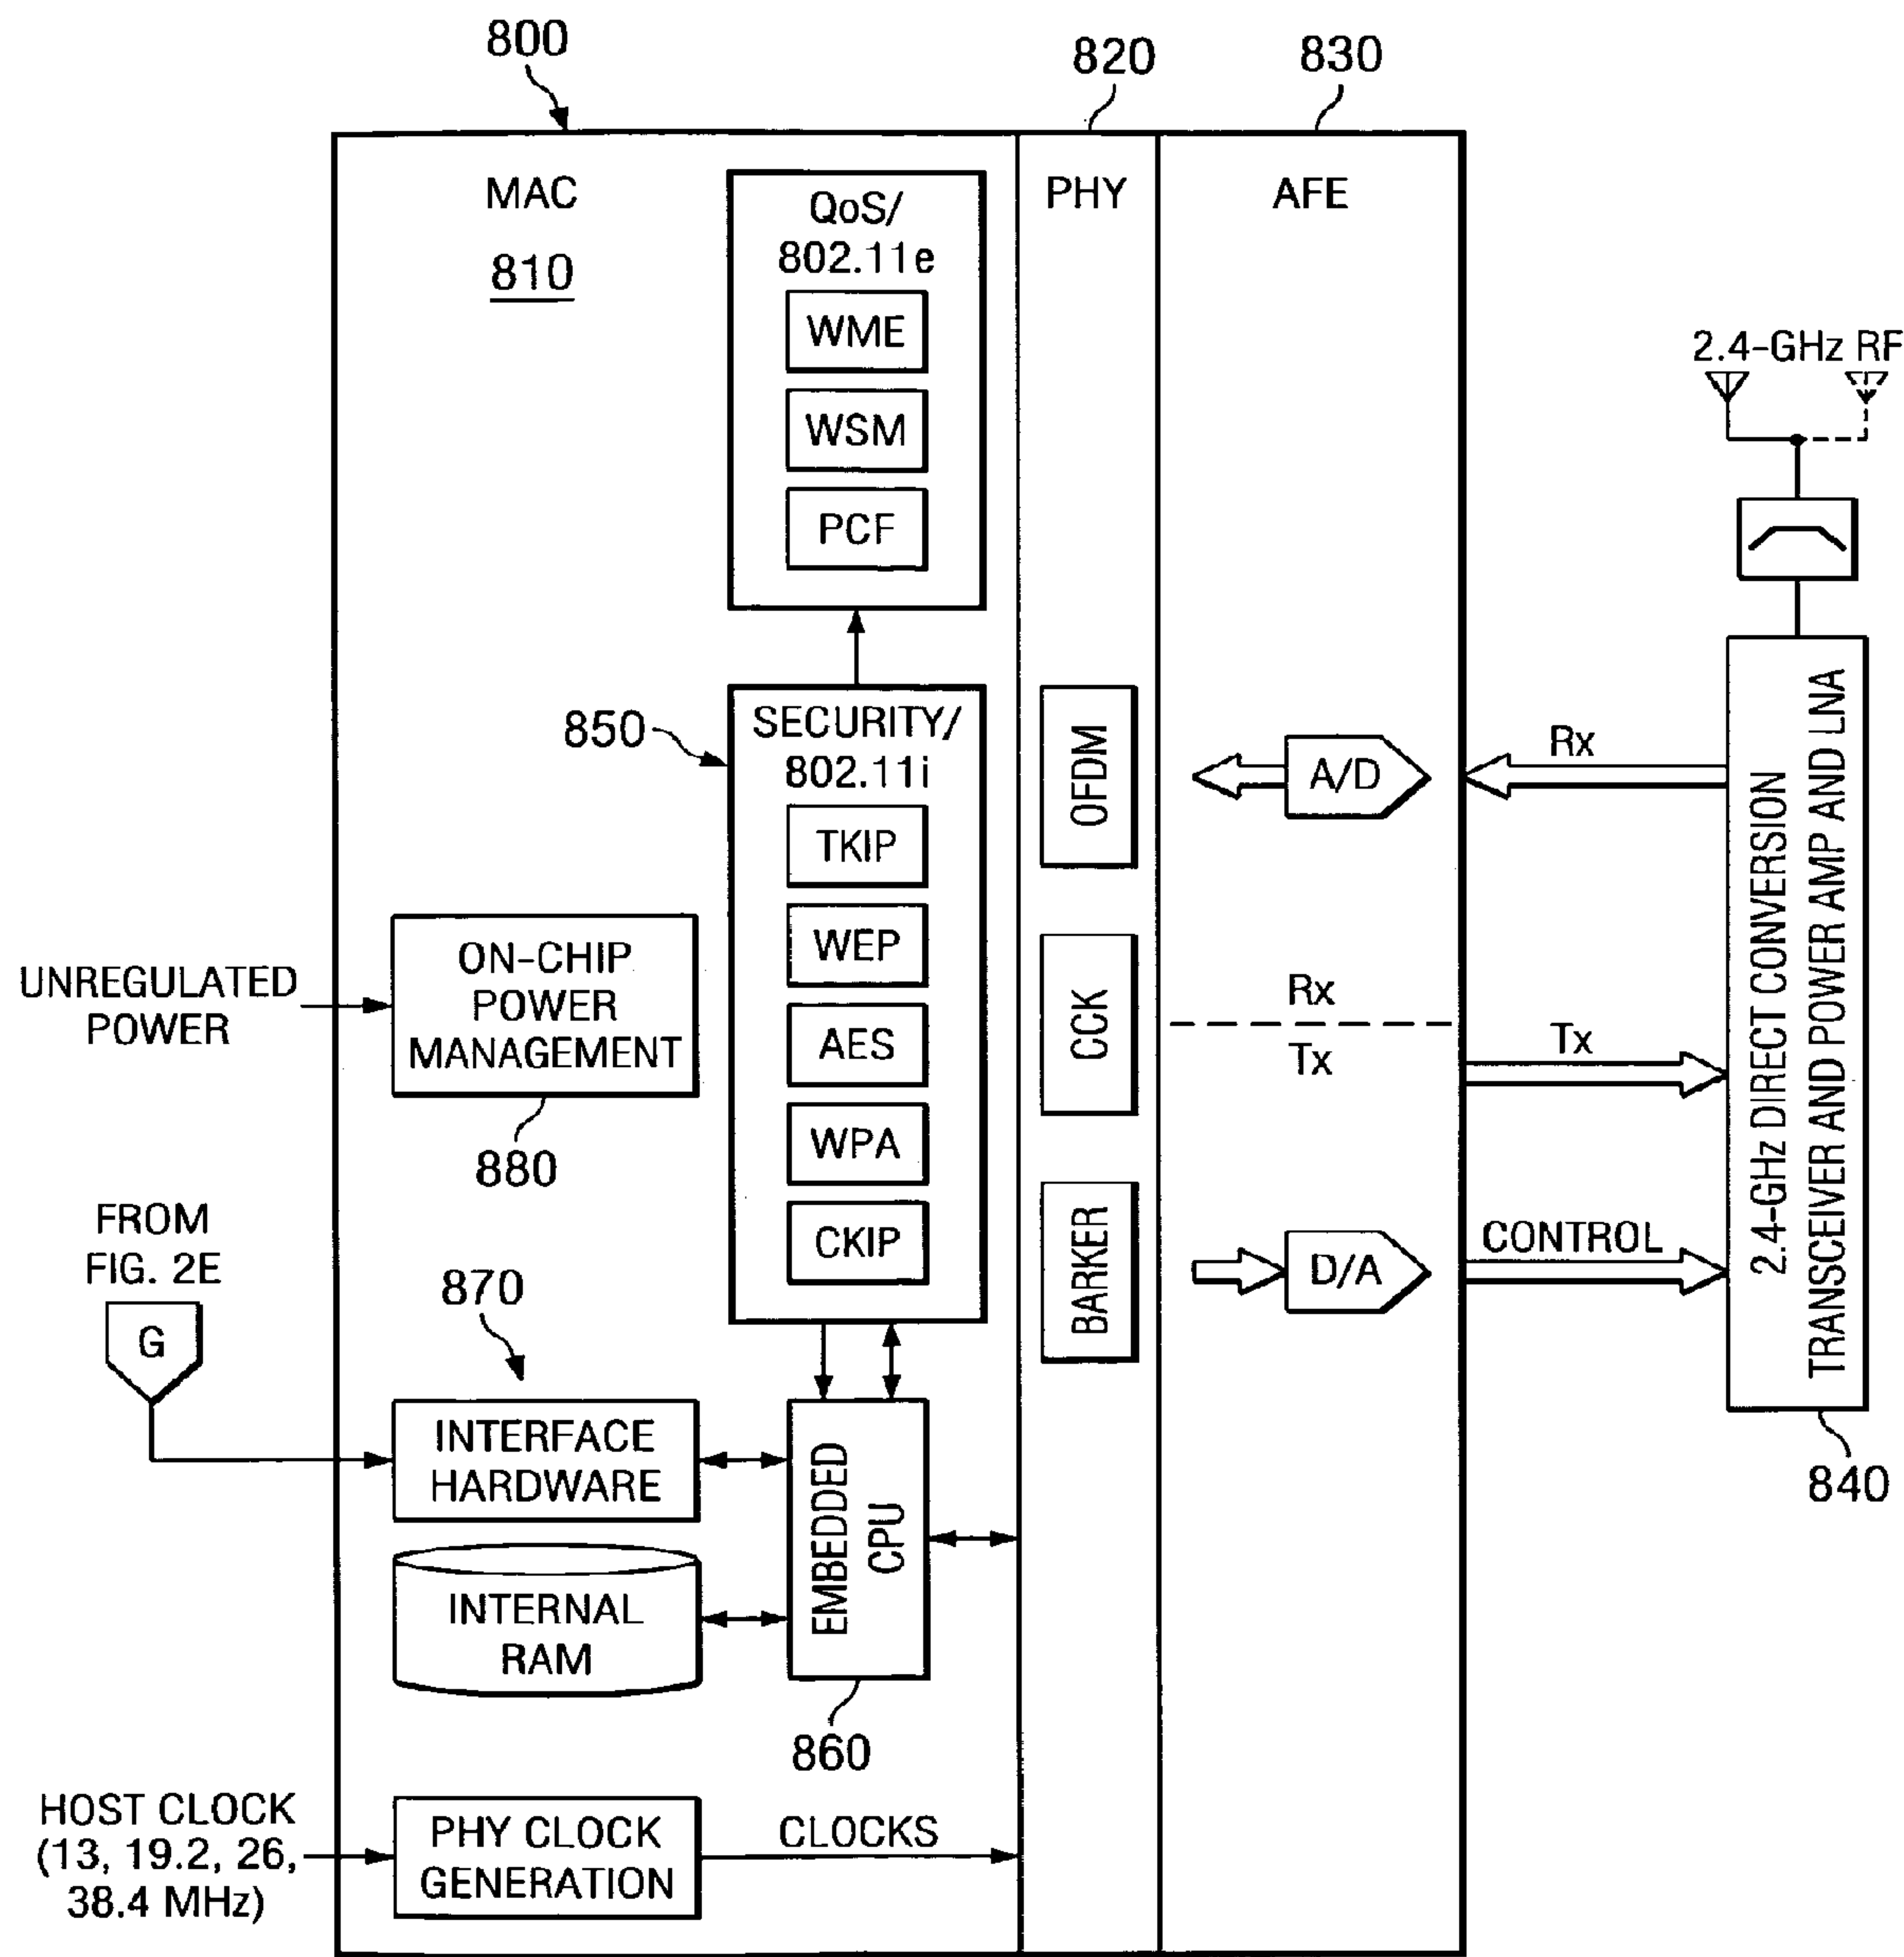 800
820
830
MAC
810
QoS/
802.11e
WME
WSM
PCF
PHY
AFE
2.4-GHz RF
850
SECURITY/
802.11i
TKIP
WEP
AES
WPA
CKIP
OFDM
CCK
BARKER
A/D
Rx
Tx
D/A
Rx
Tx
CONTROL
2.4-GHz DIRECT CONVERSION
TRANSCEIVER AND POWER AMP AND LNA
840
UNREGULATED
POWER
ON-CHIP
POWER
MANAGEMENT
880
FROM
FIG. 2E
G
870
INTERFACE
HARDWARE
INTERNAL
RAM
EMBEDDED
CPU
860
HOST CLOCK
(13, 19.2, 26,
38.4 MHz)
PHY CLOCK
GENERATION
CLOCKS